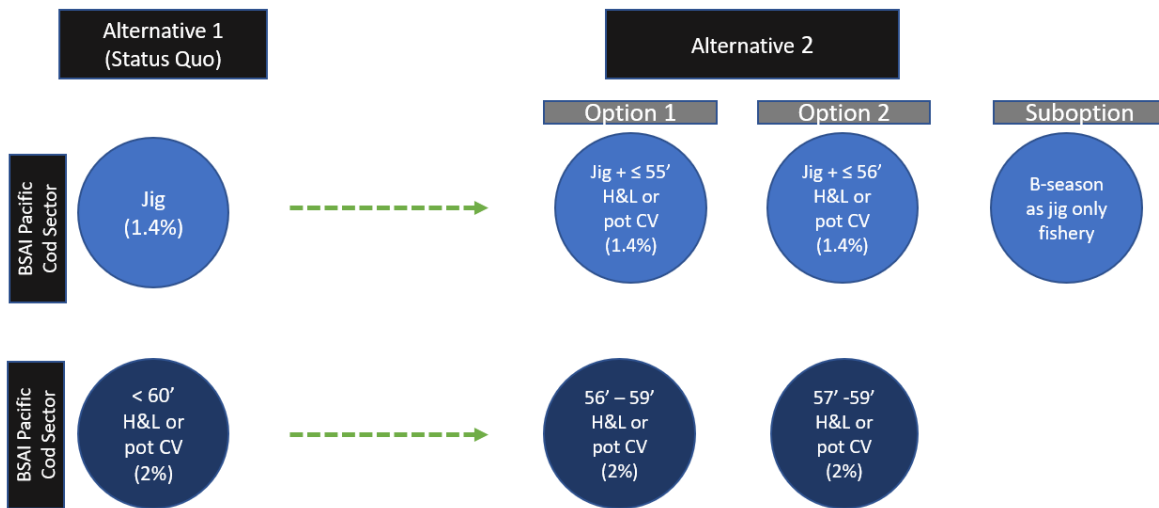 Alternative 1
(Status Quo)
Alternative 2
Option 1
Option 2
Suboption
BSAI Pacific
Cod Sector
Jig
(1.4%)
Jig + ≤ 55’
H&L or
pot CV
(1.4%)
Jig + ≤ 56’
H&L or
pot CV
(1.4%)
B-season
as jig only
fishery
BSAI Pacific
Cod Sector
< 60’
H&L or
pot CV
(2%)
56’ – 59’
H&L or
pot CV
(2%)
57’ -59’
H&L or
pot CV
(2%)